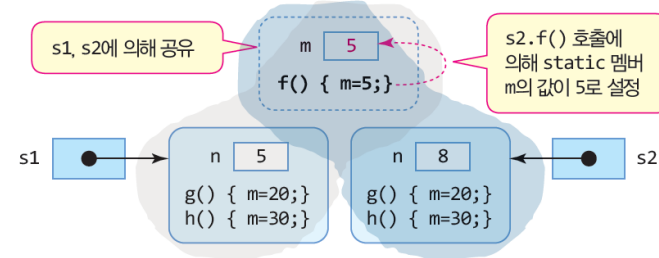 s1, s2에 의해 공유
m 5
f() { m=5;}
s2.f() 호출에
의해 static 멤버
m의 값이 5로 설정
s1
n 5
g() { m=20;}
h() { m=30;}
n 8
g() { m=20;}
h() { m=30;}
s2